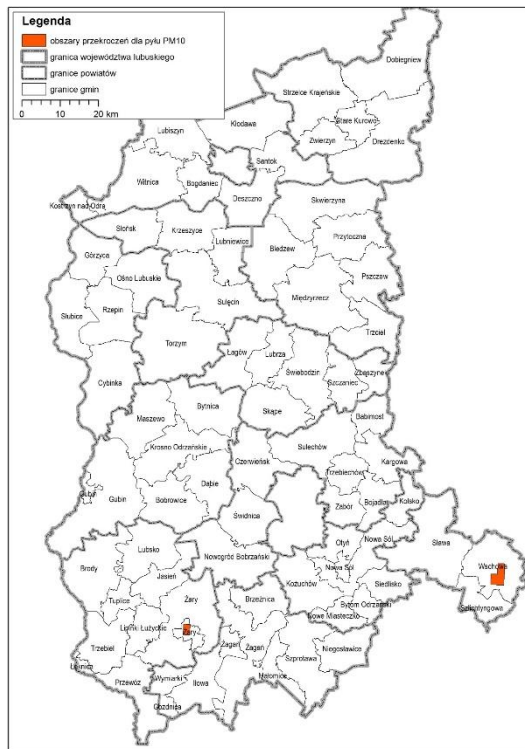 Legenda
obszary przekroczeń dla pyłu PM10
granica województwa lubuskiego
granice powiatów
granice gmin
0 10 20 km
Dobiegniew
Strzelce Krajeńskie
Kłodawa
Stare Kurowo
Lubiszyn
Zwierzyn
Drezdenko
Santok
Witnica
Bogdaniec
Deszczno
Skwierzyna
Kostrzyn nad Odrą
Słońsk
Krzeszyce
Przytoczna
Lubniewice
Bledzew
Górzyca
Ośno Lubuskie
Pszczew
Międzyrzecz
Sulęcin
Słubice
Rzepin
Trzciel
Torzym
Łagów
Lubrza
Świebodzin
Zbąszynek
Szczaniec
Cybinka
Bytnica
Skąpe
Maszewo
Babimost
Krosno Odrzańskie
Sulechów
Czerwieńsk
Kargowa
Trzebiechów
Dąbie
Gubin
Gubin
Bobrowice
Zabór
Bojadła
Kolsko
Świdnica
Otyń
Nowa Sól
Sława
Lubsko
Nowogród Bobrzański
Wschowa
Brody
Jasień
Kożuchów
Nowa Sól
Siedlisko
Tuplice
Żary
Brzeźnica
Bytom Odrzański
Szlichtyngowa
Nowe Miasteczko
Lipinki Łużyckie
Żary
Trzebiel
Żagań
Żagań
Niegosławice
Szprotawa
Łęknica
Przewóz
Wymiarki
Iłowa
Małomice
Gozdnica